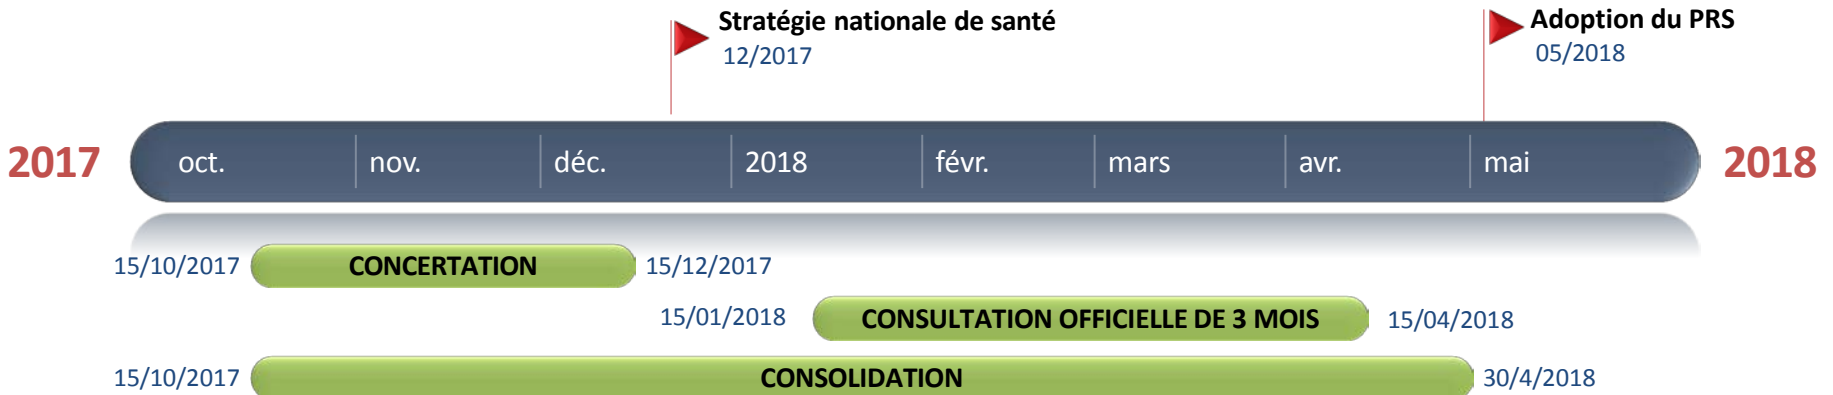 Stratégie nationale de santé
12/2017
Adoption du PRS
05/2018
2017 oct. nov. déc. 2018 févr. mars avr. mai 2018
15/10/2017 CONCERTATION 15/12/2017
15/01/2018 CONSULTATION OFFICIELLE DE 3 MOIS 15/04/2018
15/10/2017 CONSOLIDATION 30/4/2018